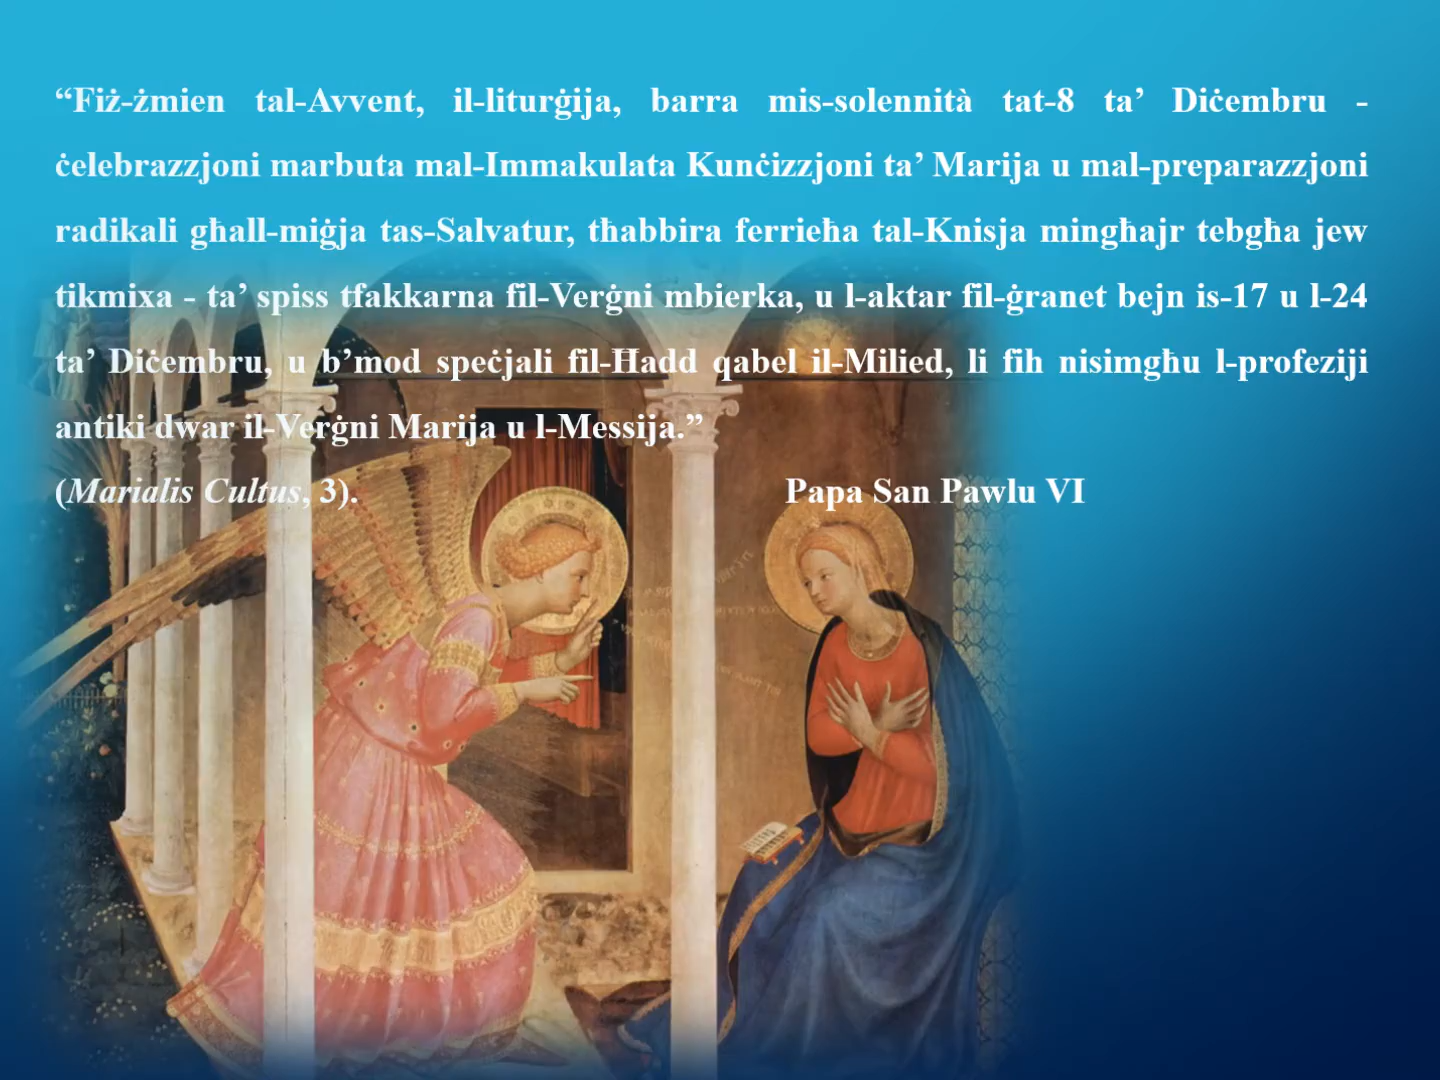 “Fiż-żmien tal-Avvent, il-liturġija, barra mis-solennità tat-8 ta’ Diċembru -
ċelebrazzjoni marbuta mal-Immakulata Kunċizzjoni ta’ Marija u mal-preparazzjoni
radikali għall-miġja tas-Salvatur, tħabbira ferrieħa tal-Knisja mingħajr tebgħa jew
tikmixa - ta’ spiss tfakkarna fil-Verġni mbierka, u l-aktar fil-ġranet bejn is-17 u l-24
ta’ Diċembru, u b’mod speċjali fil-Ħadd qabel il-Milied, li fih nisimgħu l-profeziji
antiki dwar il-Verġni Marija u l-Messija.”
(Marialis Cultus, 3). Papa San Pawlu VI